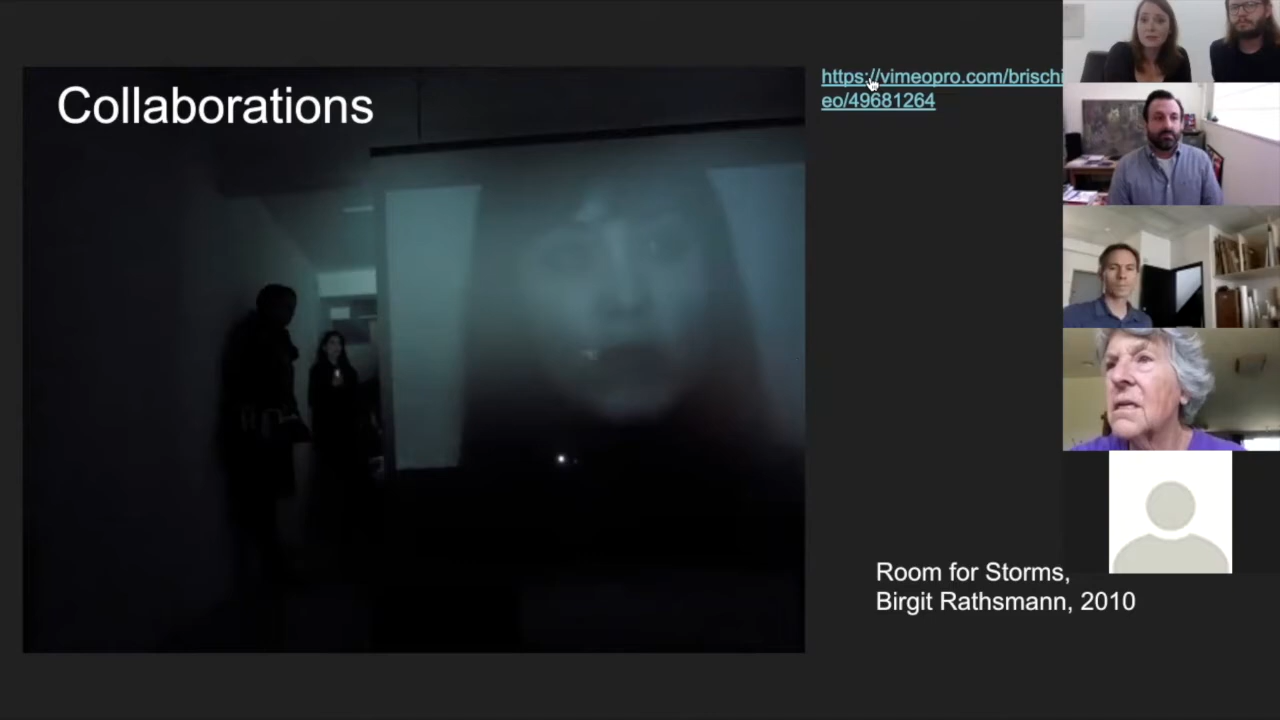 Collaborations
https://vimeopro.com/brischi
eo/49681264
Room for Storms,
Birgit Rathsmann, 2010